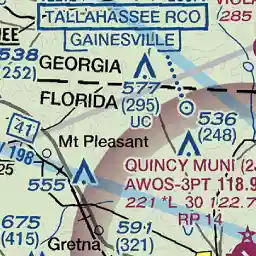 TALLAHASSEE RCO
GAINESVILLE
285
538
(252)
GEORGIA
FLORIDA
577
(295)
UC
536
(248)
41
Mt Pleasant
198
555
QUINCY MUNI
AWOS-3PT 118.9
221 *L 30 122.7
RP 14
675
(415)
Gretna
591
(321)